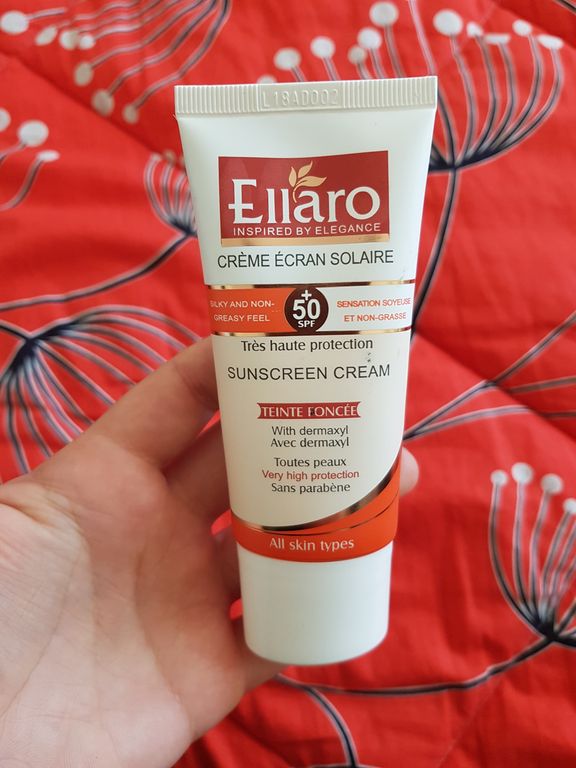 L18AD002
Ellaro
INSPIRED BY ELEGANCE
CRÈME ÉCRAN SOLAIRE
SILKY AND NON-
GREASY FEEL
+
50
SPF
SENSATION SOYEUSE
ET NON-GRASSE
Très haute protection
SUNSCREEN CREAM
TEINTE FONCÉE
With dermaxyl
Avec dermaxyl
Toutes peaux
Very high protection
Sans parabène
All skin types